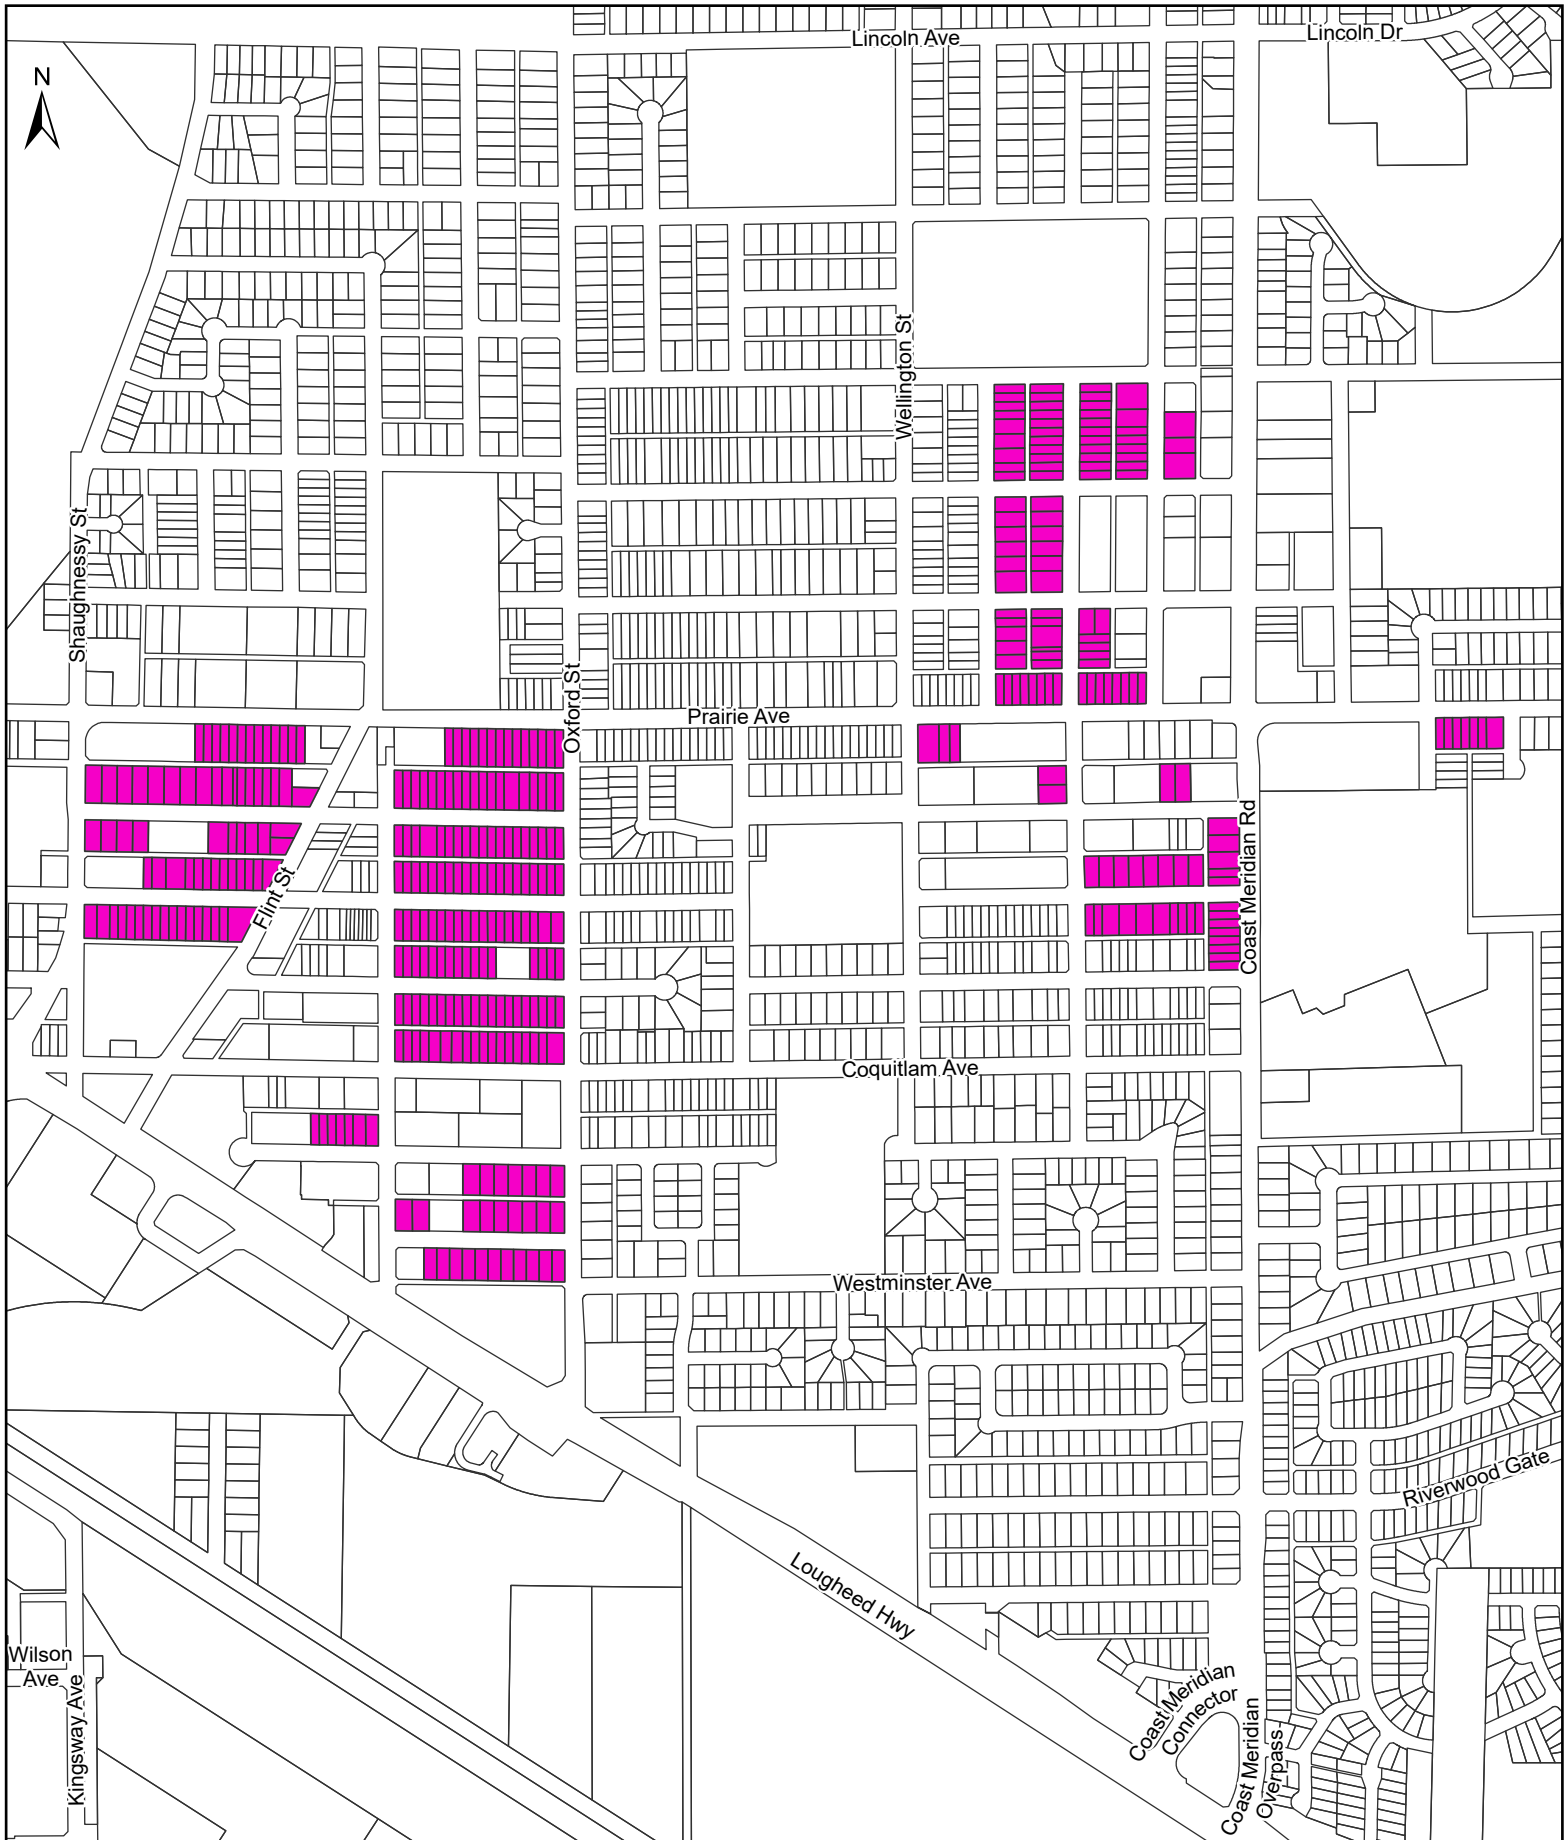 Lincoln Ave
Lincoln Dr
N
Wellington St
Shaughnessy St
Oxford St
Prairie Ave
Coast Meridian Rd
Flint St
Coquitlam Ave
Westminster Ave
Riverwood Gate
Lougheed Hwy
Wilson
Ave
Kingsway Ave
Coast Meridian
Connector
Coast Meridian
Overpass